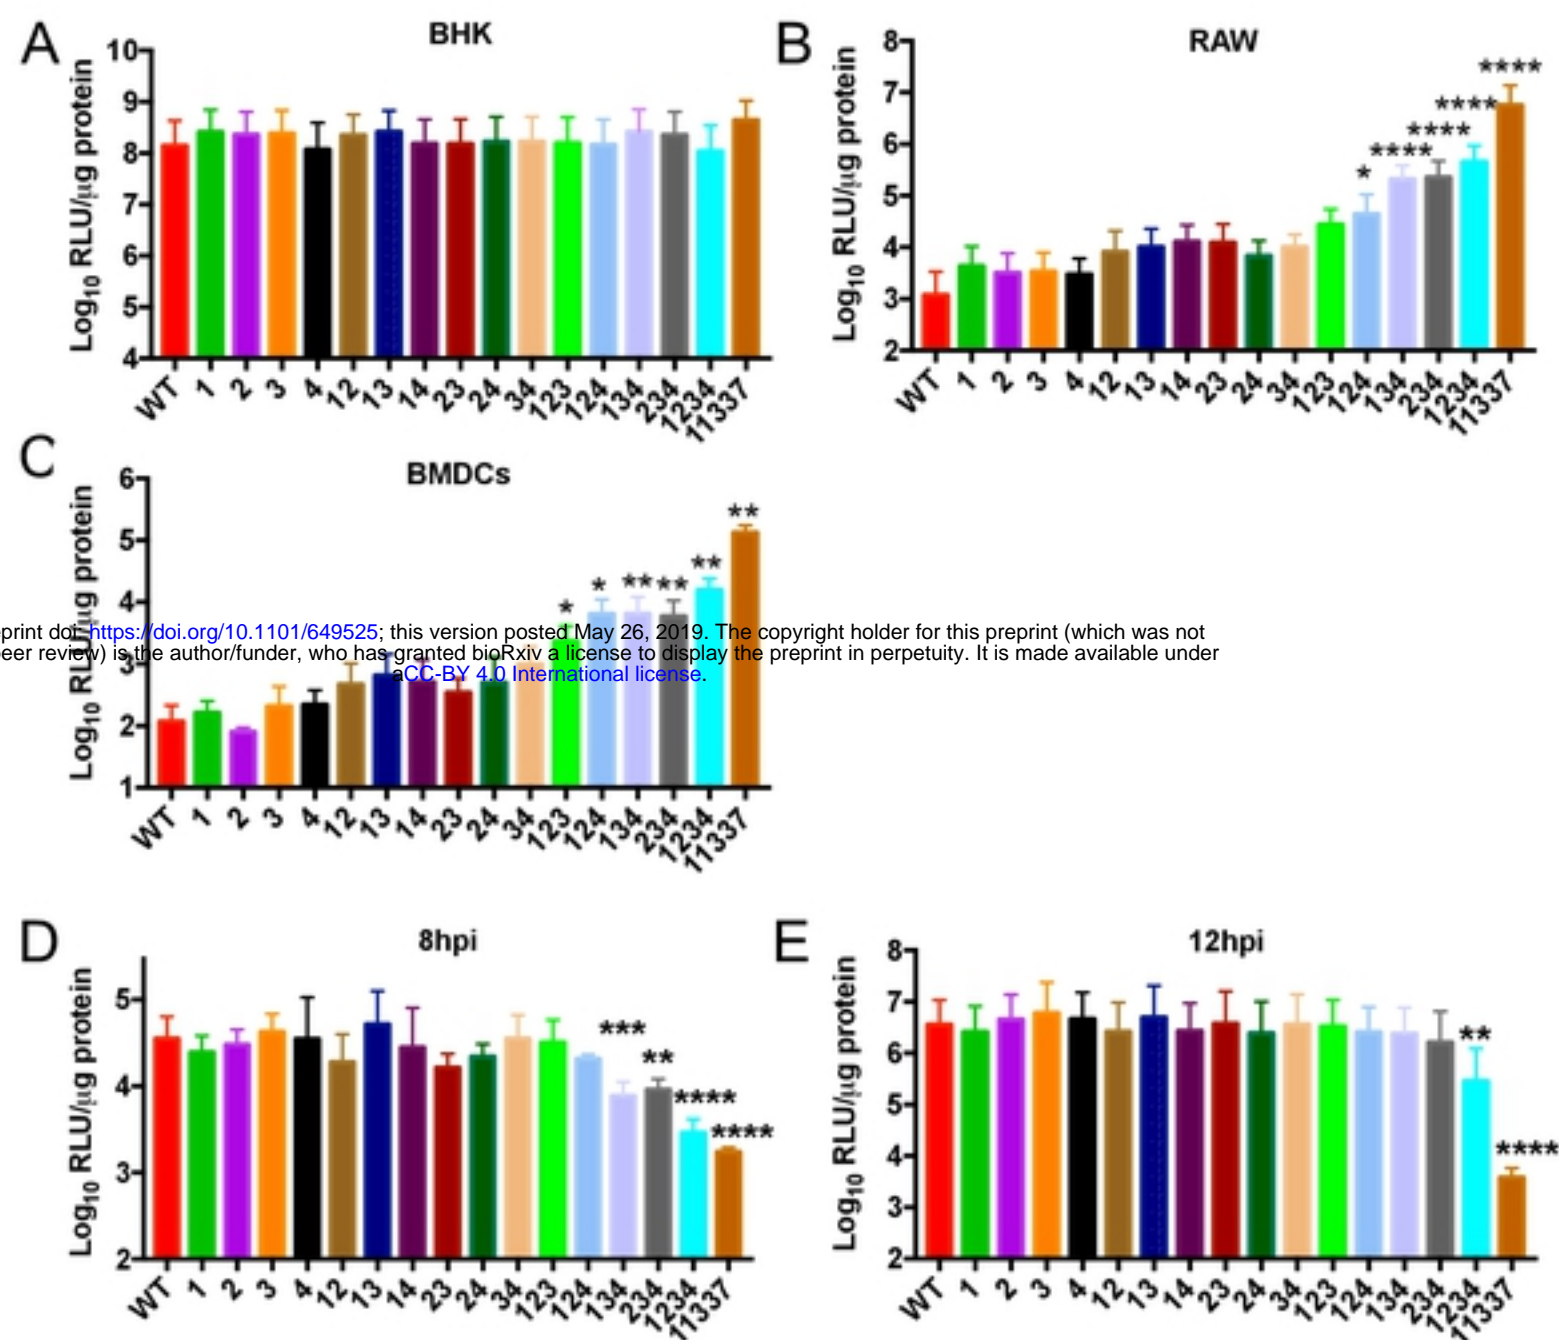 A
BHK
Log10 RLU/µg protein
10
9
8
7
6
5
4
WT 1 2 3 4 12 13 14 23 24 34 123 124 134 234 1234 11337
B
RAW
Log10 RLU/µg protein
8
7
6
5
4
3
2
* **** **** **** ****
WT 1 2 3 4 12 13 14 23 24 34 123 124 134 234 1234 11337
C
BMDCs
Log10 RLU/µg protein
6
5
4
3
2
1
* * ** ** ** **
WT 1 2 3 4 12 13 14 23 24 34 123 124 134 234 1234 11337
print doi: https://doi.org/10.1101/649525; this version posted May 26, 2019. The copyright holder for this preprint (which was not
eer review) is the author/funder, who has granted bioRxiv a license to display the preprint in perpetuity. It is made available under
aCC-BY 4.0 International license.
D
8hpi
Log10 RLU/µg protein
5
4
3
2
*** ** **** ****
WT 1 2 3 4 12 13 14 23 24 34 123 124 134 234 1234 11337
E
12hpi
Log10 RLU/µg protein
8
7
6
5
4
3
2
** ****
WT 1 2 3 4 12 13 14 23 24 34 123 124 134 234 1234 11337